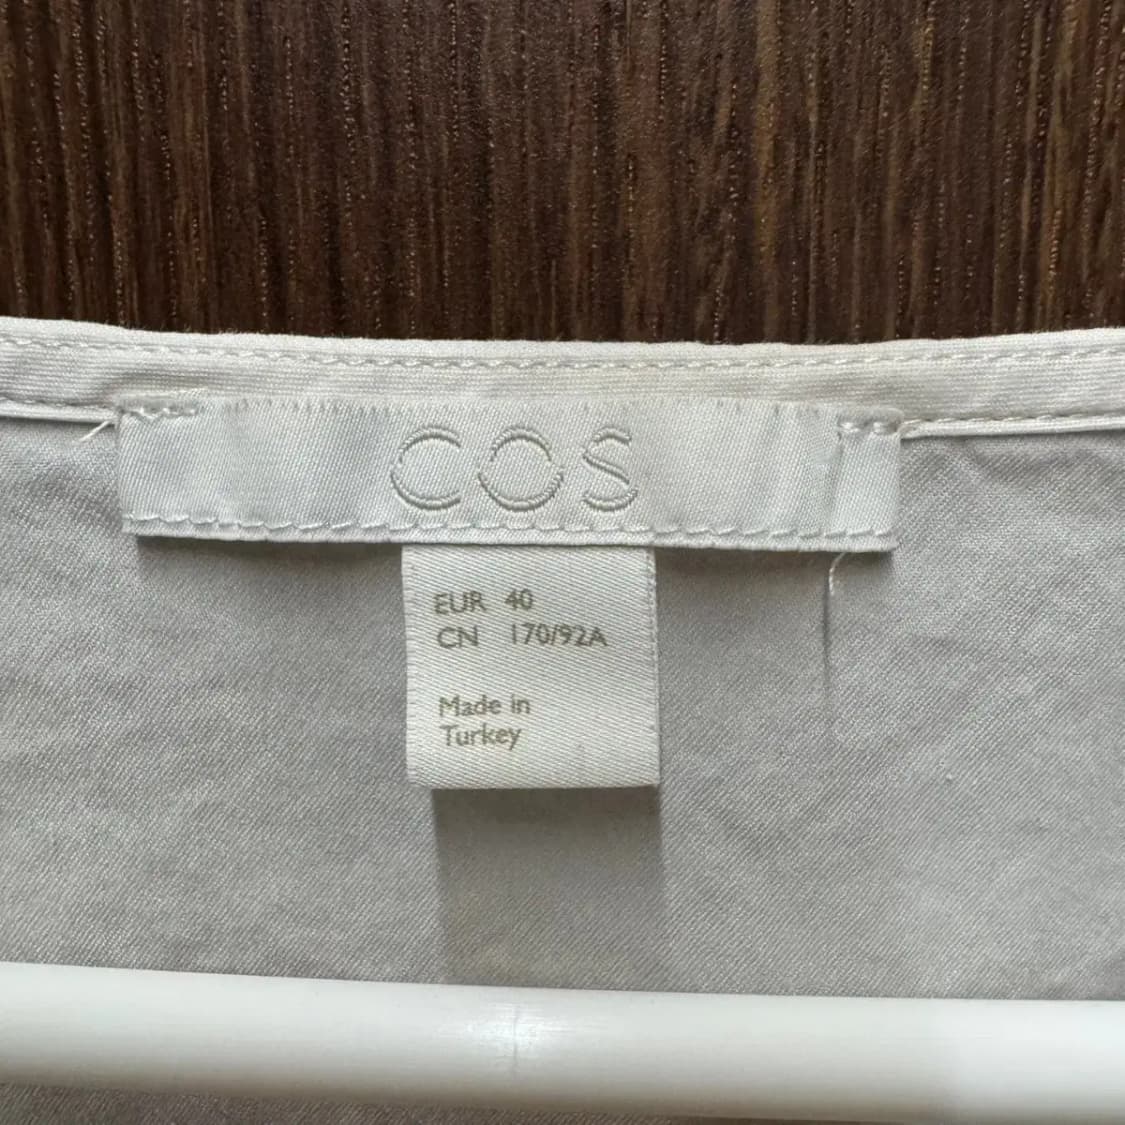 COS
EUR 40
CN 170/92A
Made in
Turkey